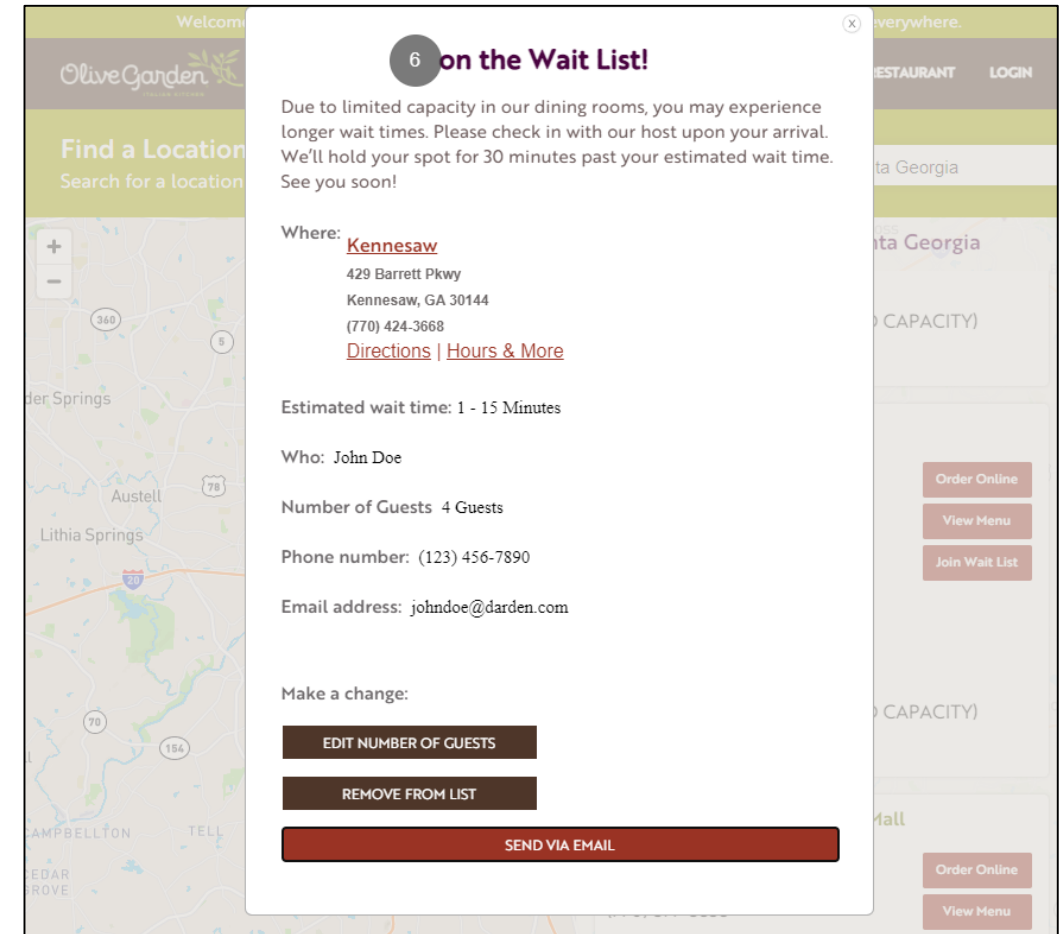 Welcom
everywhere.
x
6 on the Wait List!
Olive Garden
ITALIAN KITCHEN
RESTAURANT
LOGIN
Due to limited capacity in our dining rooms, you may experience
longer wait times. Please check in with our host upon your arrival.
We'll hold your spot for 30 minutes past your estimated wait time.
See you soon!
Find a Location
Search for a location
ta Georgia
Where:
Kennesaw
nta Georgia
+
−
429 Barrett Pkwy
Kennesaw, GA 30144
(770) 424-3668
Directions | Hours & More
360
5
CAPACITY)
der Springs
Estimated wait time: 1 - 15 Minutes
Who: John Doe
Austell
78
Order Online
Number of Guests 4 Guests
View Menu
Lithia Springs
Phone number: (123) 456-7890
Join Wait List
20
Email address: johndoe@darden.com
Make a change:
70
154
CAPACITY)
EDIT NUMBER OF GUESTS
REMOVE FROM LIST
CAMPBELLTON
TELL
Mall
SEND VIA EMAIL
CEDAR
GROVE
Order Online
View Menu